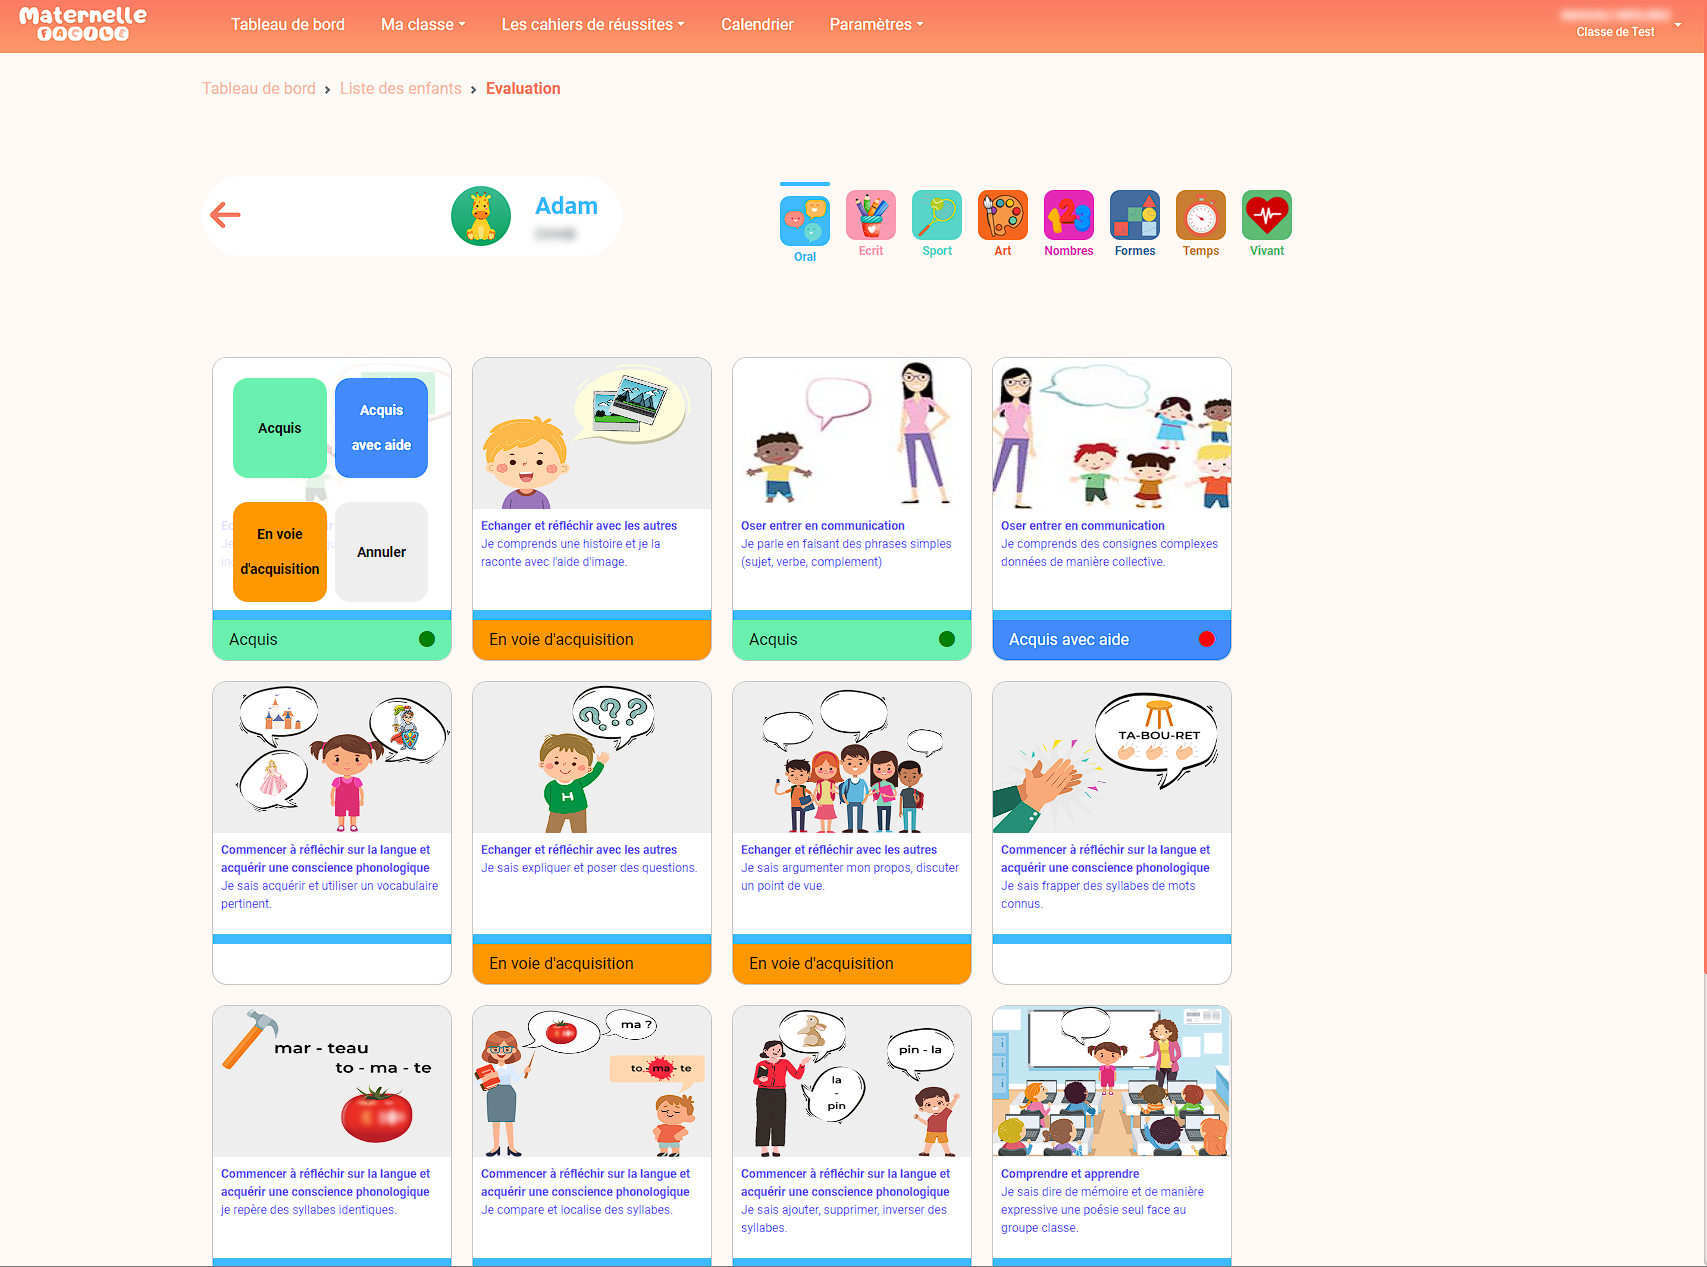 Maternelle
FACILE
Tableau de bord
Ma classe
Les cahiers de réussites
Calendrier
Paramètres
Classe de Test
Tableau de bord > Liste des enfants > Evaluation
Adam
Oral
Ecrit
Sport
Art
Nombres
Formes
Temps
Vivant
Acquis
Acquis
avec aide
En voie
d'acquisition
Annuler
Acquis
Echanger et réfléchir avec les autres
Je comprends une histoire et je la
raconte avec l'aide d'image.
En voie d'acquisition
Oser entrer en communication
Je parle en faisant des phrases simples
(sujet, verbe, complement)
Acquis
Oser entrer en communication
Je comprends des consignes complexes
données de manière collective.
Acquis avec aide
Commencer à réfléchir sur la langue et
acquérir une conscience phonologique
Je sais acquérir et utiliser un vocabulaire
pertinent.
???
H
Echanger et réfléchir avec les autres
Je sais expliquer et poser des questions.
En voie d'acquisition
Echanger et réfléchir avec les autres
Je sais argumenter mon propos, discuter
un point de vue.
En voie d'acquisition
TA-BOU-RET
Commencer à réfléchir sur la langue et
acquérir une conscience phonologique
Je sais frapper des syllabes de mots
connus.
mar - teau
to - ma - te
Commencer à réfléchir sur la langue et
acquérir une conscience phonologique
je repère des syllabes identiques.
ma ?
to - ma - te
Commencer à réfléchir sur la langue et
acquérir une conscience phonologique
Je compare et localise des syllabes.
pin - la
la
-
pin
Commencer à réfléchir sur la langue et
acquérir une conscience phonologique
Je sais ajouter, supprimer, inverser des
syllabes.
Comprendre et apprendre
Je sais dire de mémoire et de manière
expressive une poésie seul face au
groupe classe.